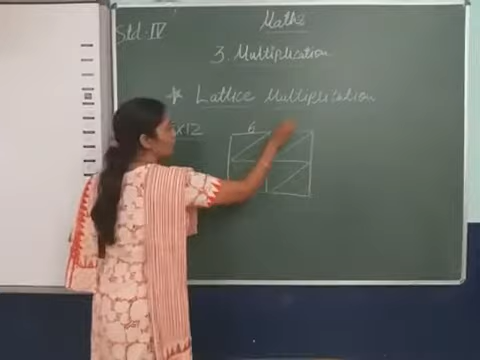 Maths
Std-IV
3. Multiplication
* Lattice Multiplication
x12
6